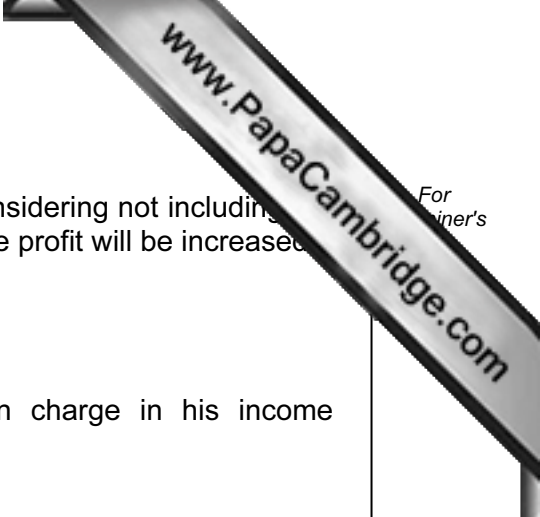 www.PapaCambridge.com
For
nsidering not including
iner's
e profit will be increased
n charge in his income